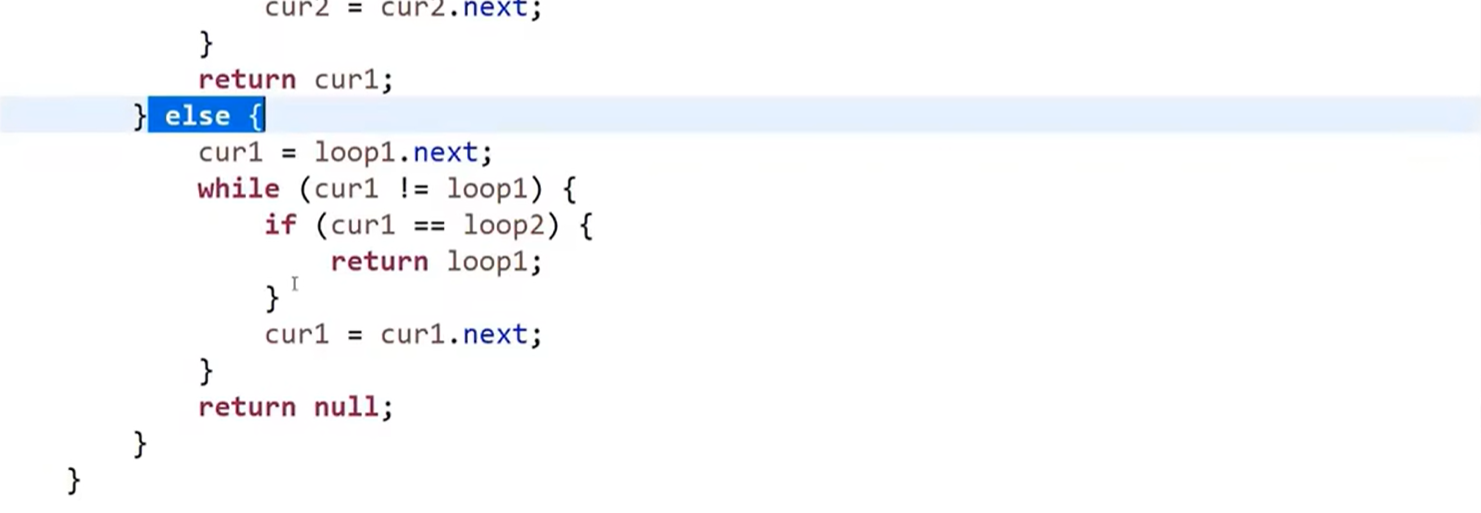 cur2 = cur2.next;
}
return cur1;
} else {
cur1 = loop1.next;
while (cur1 != loop1) {
if (cur1 == loop2) {
return loop1;
}
cur1 = cur1.next;
}
return null;
}
}